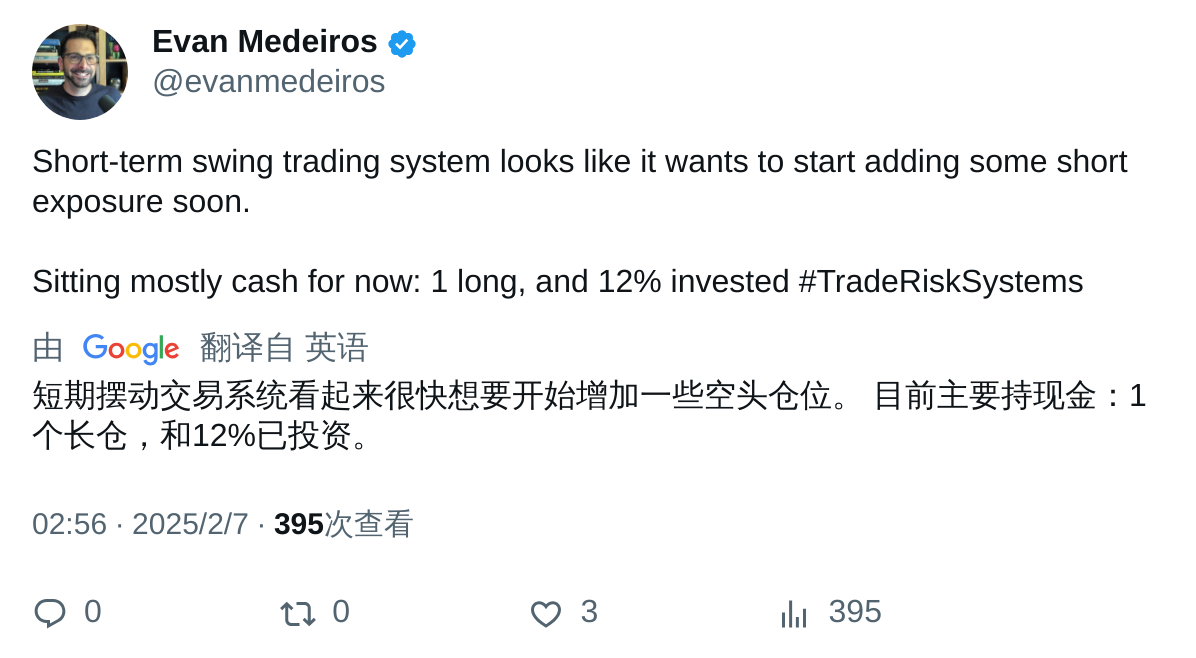 Evan Medeiros
@evanmedeiros
Short-term swing trading system looks like it wants to start adding some short
exposure soon.
Sitting mostly cash for now: 1 long, and 12% invested #TradeRiskSystems
由 Google 翻译自 英语
短期摆动交易系统看起来很快想要开始增加一些空头仓位。 目前主要持现金：1
个长仓，和12%已投资。
02:56 · 2025/2/7 · 395次查看
0 0 3 395